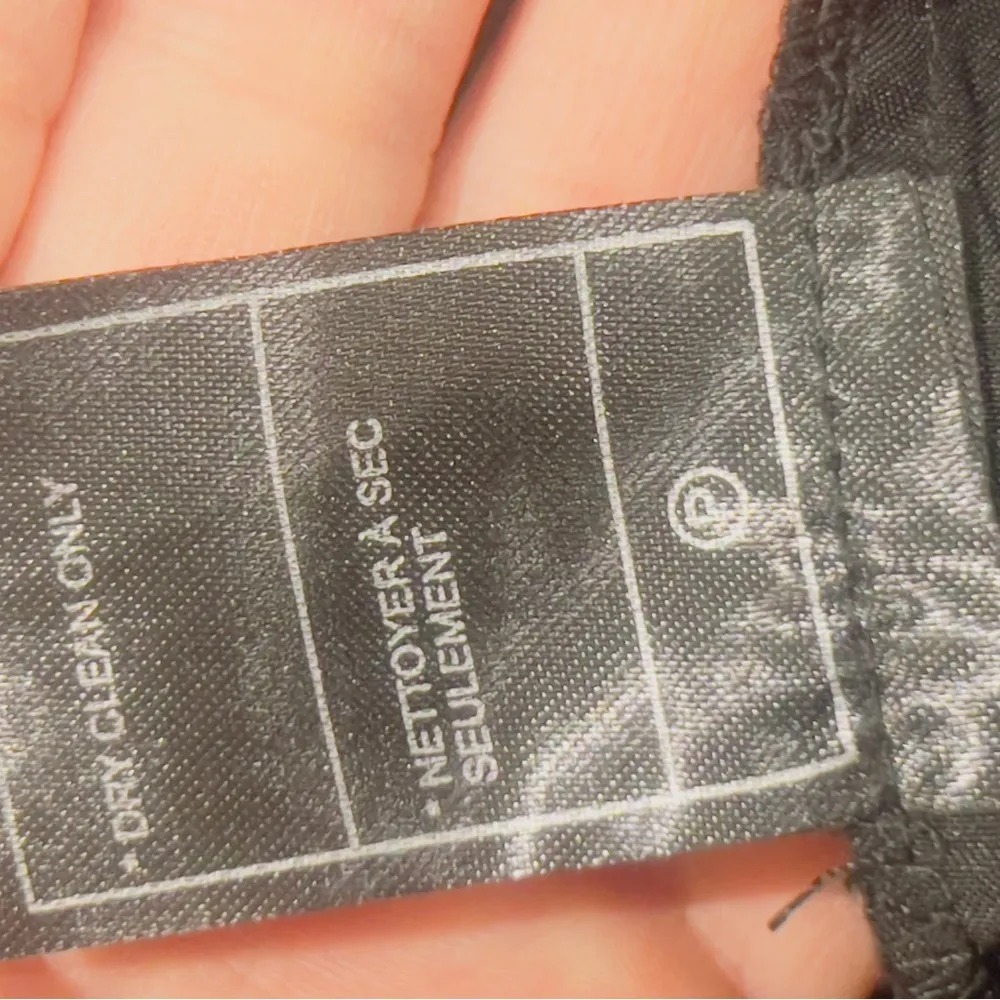 • DRY CLEAN ONLY
• NETTOYER A SEC
SEULEMENT
P